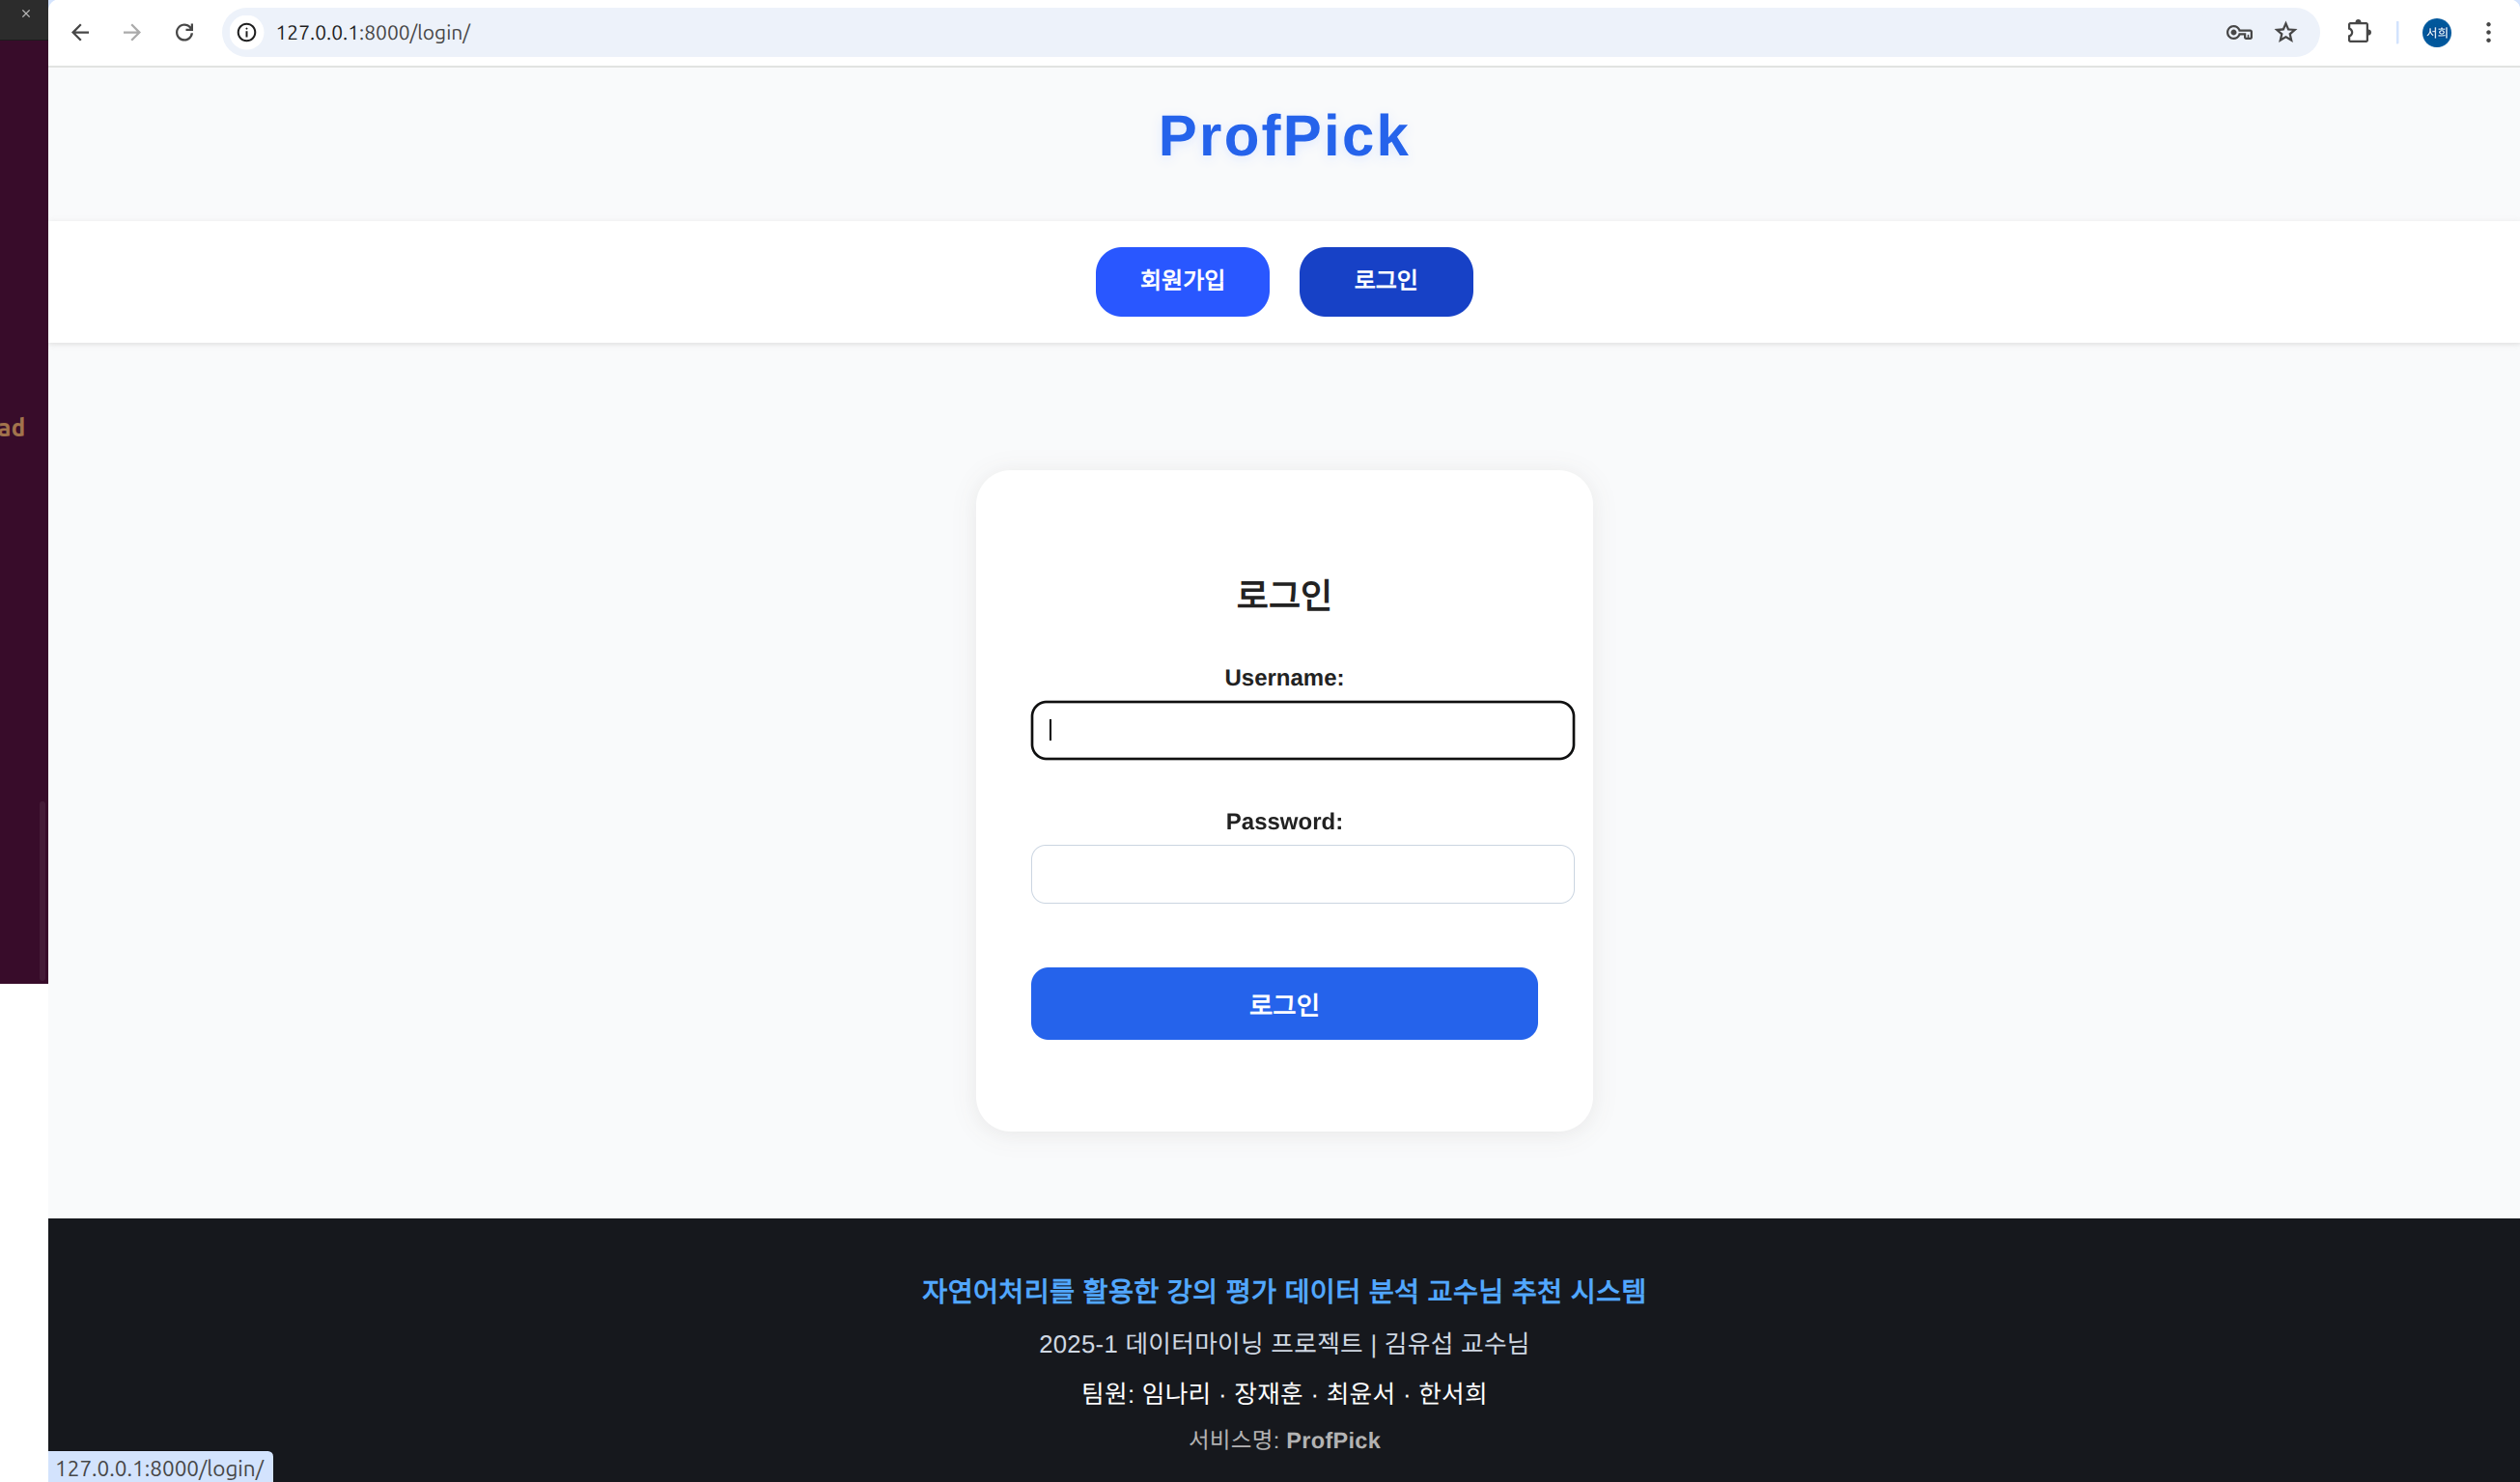 127.0.0.1:8000/login/
서희
ProfPick
회원가입
로그인
ad
로그인
Username:
Password:
로그인
자연어처리를 활용한 강의 평가 데이터 분석 교수님 추천 시스템
2025-1 데이터마이닝 프로젝트 | 김유섭 교수님
팀원: 임나리 · 장재훈 · 최윤서 · 한서희
서비스명: ProfPick
127.0.0.1:8000/login/